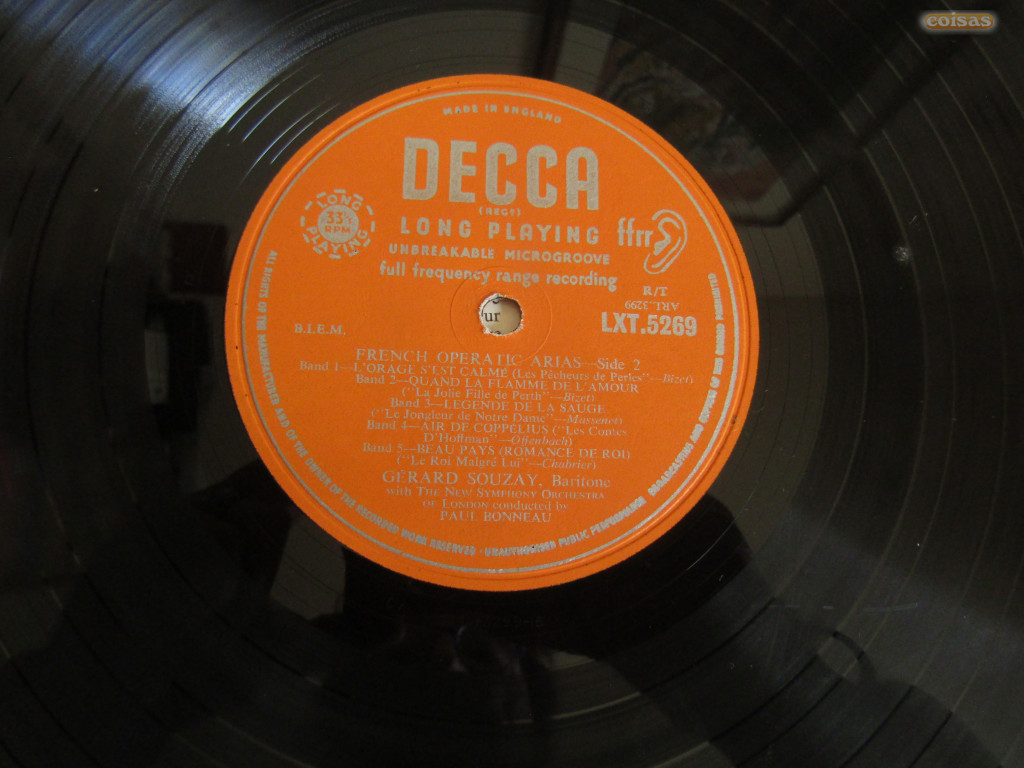 coisas
MADE IN ENGLAND
DECCA
(REGD)
LONG PLAYING
UNBREAKABLE MICROGROOVE
full frequency range recording
ffrr
LONG
33⅓
RPM
PLAYING
T/R
ARL.3299
LXT.5269
B.I.E.M.
ur
FRENCH OPERATIC ARIAS—Side 2
Band 1—L'ORAGE S'EST CALMÉ (Les Pêcheurs de Perles"—Bizet)
Band 2—QUAND LA FLAMME DE L'AMOUR
("La Jolie Fille de Perth"—Bizet)
Band 3—LEGENDE DE LA SAUGE
("Le Jongleur de Notre Dame"—Massenet)
Band 4—AIR DE COPPÉLIUS ("Les Contes
D'Hoffman"—Offenbach)
Band 5—BEAU PAYS (ROMANCE DE ROI)
("Le Roi Malgré Lui"—Chabrier)
GÉRARD SOUZAY, Baritone
with THE NEW SYMPHONY ORCHESTRA
OF LONDON conducted by
PAUL BONNEAU
ALL RIGHTS OF THE MANUFACTURER AND OF THE OWNER OF THE RECORDED WORK RESERVED · UNAUTHORISED PUBLIC PERFORMANCE BROADCASTING AND COPYING OF THIS RECORD PROHIBITED